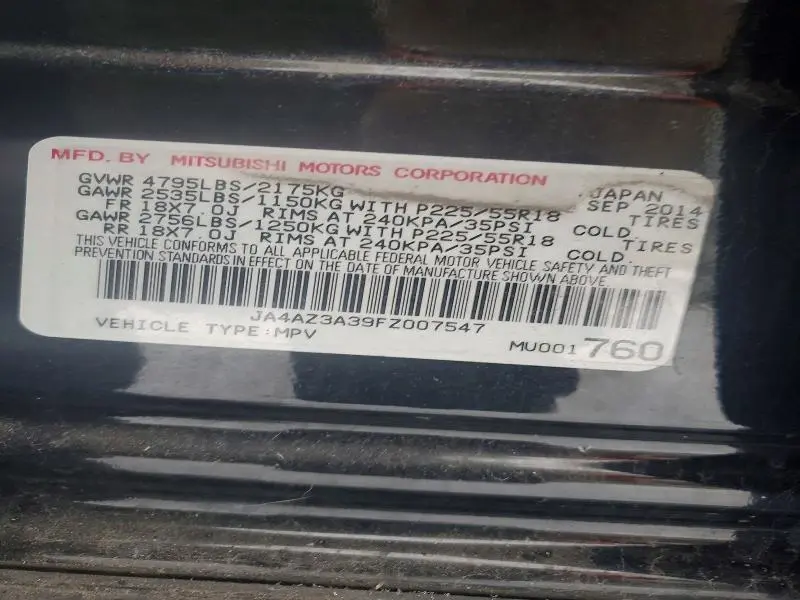 MFD. BY MITSUBISHI MOTORS CORPORATION JAPAN
GVWR 4795LBS/2175KG SEP 2014
GAWR 2535LBS/1150KG WITH P225/55R18 TIRES
FR 18X7.0J RIMS AT 240KPA/35PSI COLD.
GAWR 2756LBS/1250KG WITH P225/55R18 TIRES
RR 18X7.0J RIMS AT 240KPA/35PSI COLD.
THIS VEHICLE CONFORMS TO ALL APPLICABLE FEDERAL MOTOR VEHICLE SAFETY AND THEFT
PREVENTION STANDARDS IN EFFECT ON THE DATE OF MANUFACTURE SHOWN ABOVE.
JA4AZ3A39FZ007547
VEHICLE TYPE:MPV MU001 760